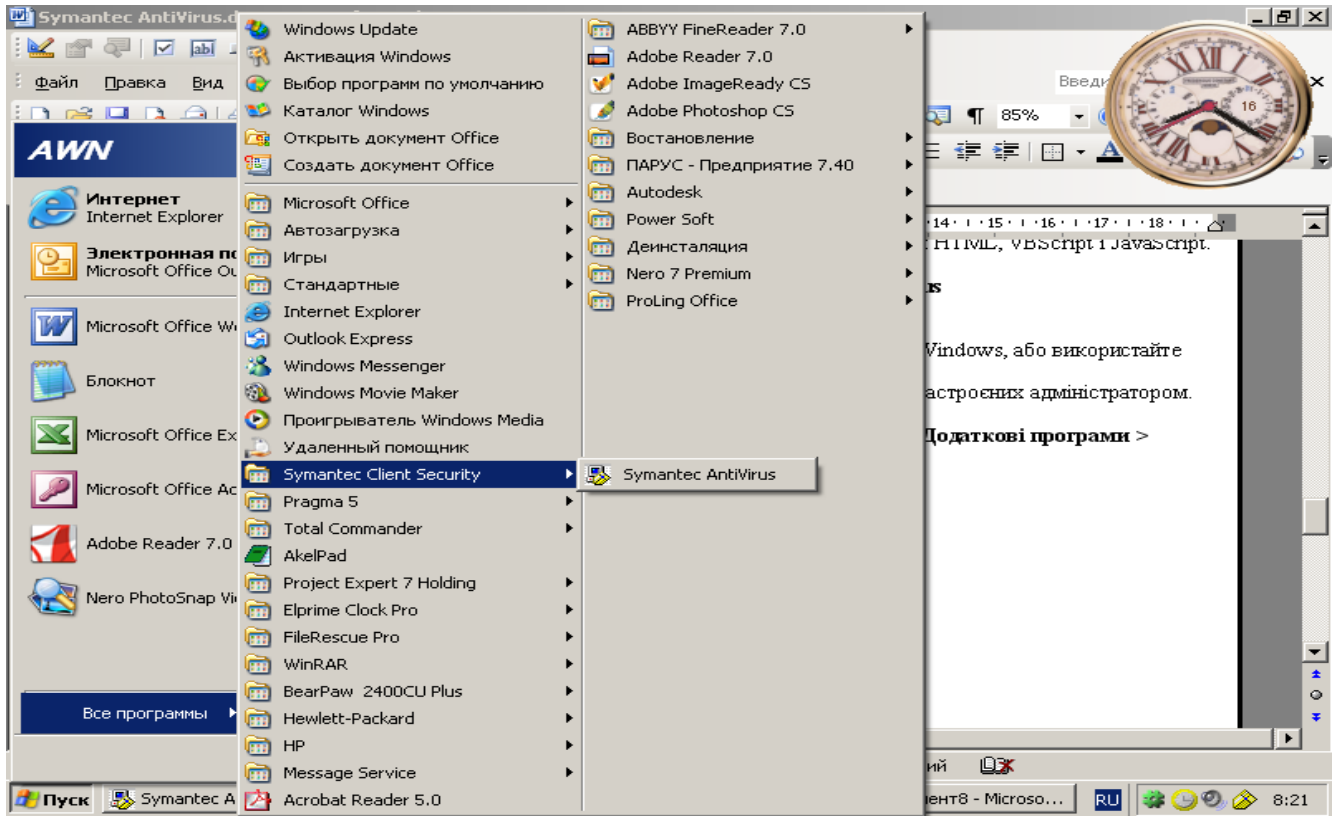 Symantec AntiVirus.d
Файл Правка Вид
Введи
85%
16
AWN
Интернет
Internet Explorer
Электронная по
Microsoft Office Ou
Microsoft Office Wo
Блокнот
Microsoft Office Ex
Microsoft Office Ac
Adobe Reader 7.0
Nero PhotoSnap Vi
Все программы
Windows Update
Активация Windows
Выбор программ по умолчанию
Каталог Windows
Открыть документ Office
Создать документ Office
Microsoft Office
Автозагрузка
Игры
Стандартные
Internet Explorer
Outlook Express
Windows Messenger
Windows Movie Maker
Проигрыватель Windows Media
Удаленный помощник
Symantec Client Security
Pragma 5
Total Commander
AkelPad
Project Expert 7 Holding
Elprime Clock Pro
FileRescue Pro
WinRAR
BearPaw 2400CU Plus
Hewlett-Packard
HP
Message Service
Acrobat Reader 5.0
ABBYY FineReader 7.0
Adobe Reader 7.0
Adobe ImageReady CS
Adobe Photoshop CS
Востановление
ПАРУС - Предприятие 7.40
Autodesk
Power Soft
Деинсталяция
Nero 7 Premium
ProLing Office
Symantec AntiVirus
14 15 16 17 18
HTML, VBScript і JavaScript.
us
Windows, або використайте
астроєних адміністратором.
Додаткові програми >
ий
Пуск
Symantec A
мент8 - Microso...
RU
8:21